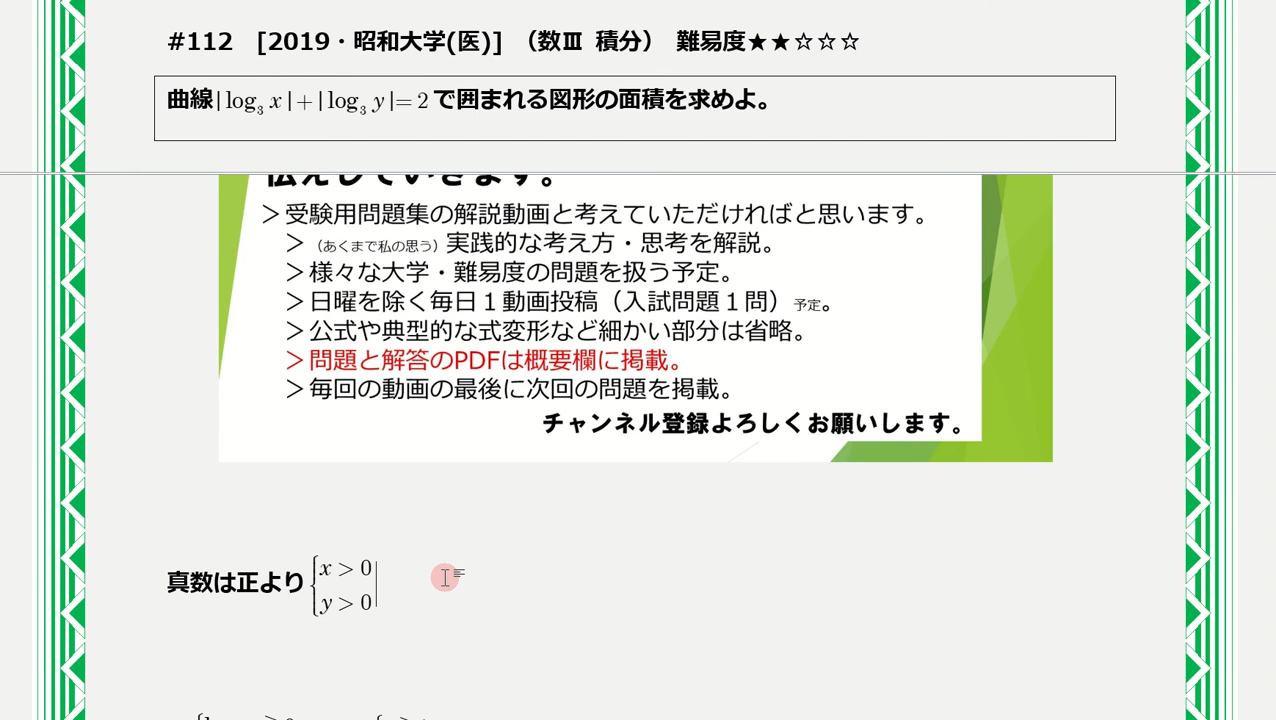 #112 [2019・昭和大学(医)] （数Ⅲ 積分） 難易度★★☆☆☆
曲線|log₃ x|+|log₃ y|=2で囲まれる図形の面積を求めよ。
伝えしていきます。
＞受験用問題集の解説動画と考えていただければと思います。
＞（あくまで私の思う）実践的な考え方・思考を解説。
＞様々な大学・難易度の問題を扱う予定。
＞日曜を除く毎日１動画投稿（入試問題１問）予定。
＞公式や典型的な式変形など細かい部分は省略。
＞問題と解答のPDFは概要欄に掲載。
＞毎回の動画の最後に次回の問題を掲載。
チャンネル登録よろしくお願いします。
真数は正より{x > 0
y > 0